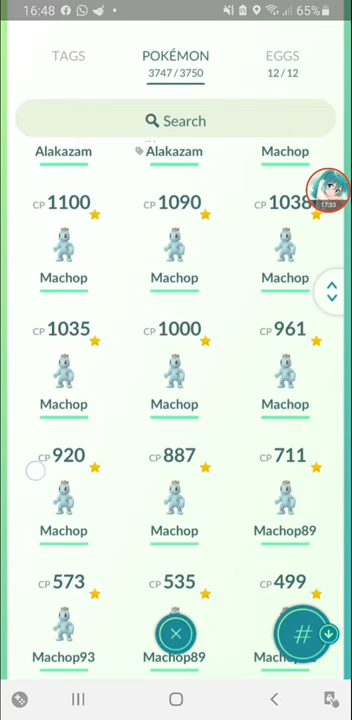 16:48
65%
TAGS POKÉMON EGGS
3747 / 3750 12 / 12
Search
Alakazam Alakazam Machop
CP 1100 CP 1090 CP 1038
17:33
Machop Machop Machop
CP 1035 CP 1000 CP 961
Machop Machop Machop
CP 920 CP 887 CP 711
Machop Machop Machop89
CP 573 CP 535 CP 499
#
Machop93 Machop89